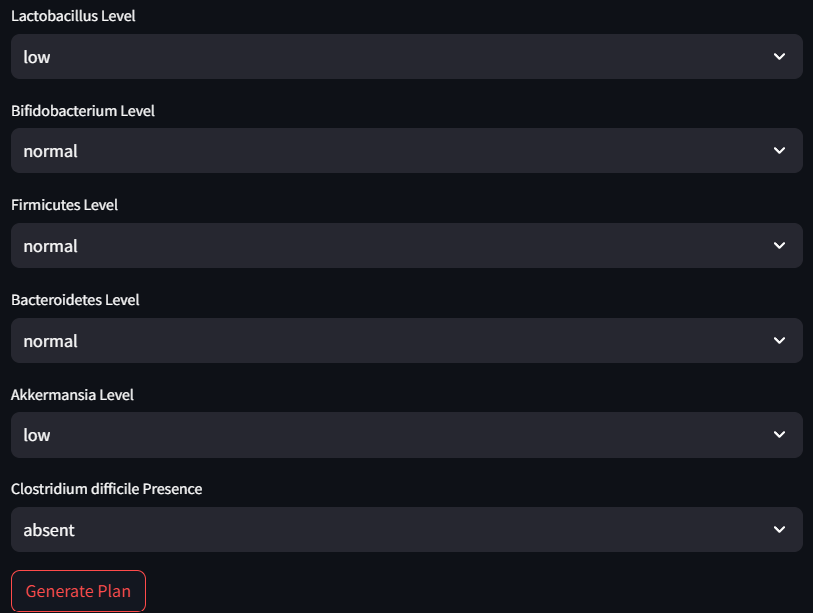 Lactobacillus Level
low
Bifidobacterium Level
normal
Firmicutes Level
normal
Bacteroidetes Level
normal
Akkermansia Level
low
Clostridium difficile Presence
absent
Generate Plan